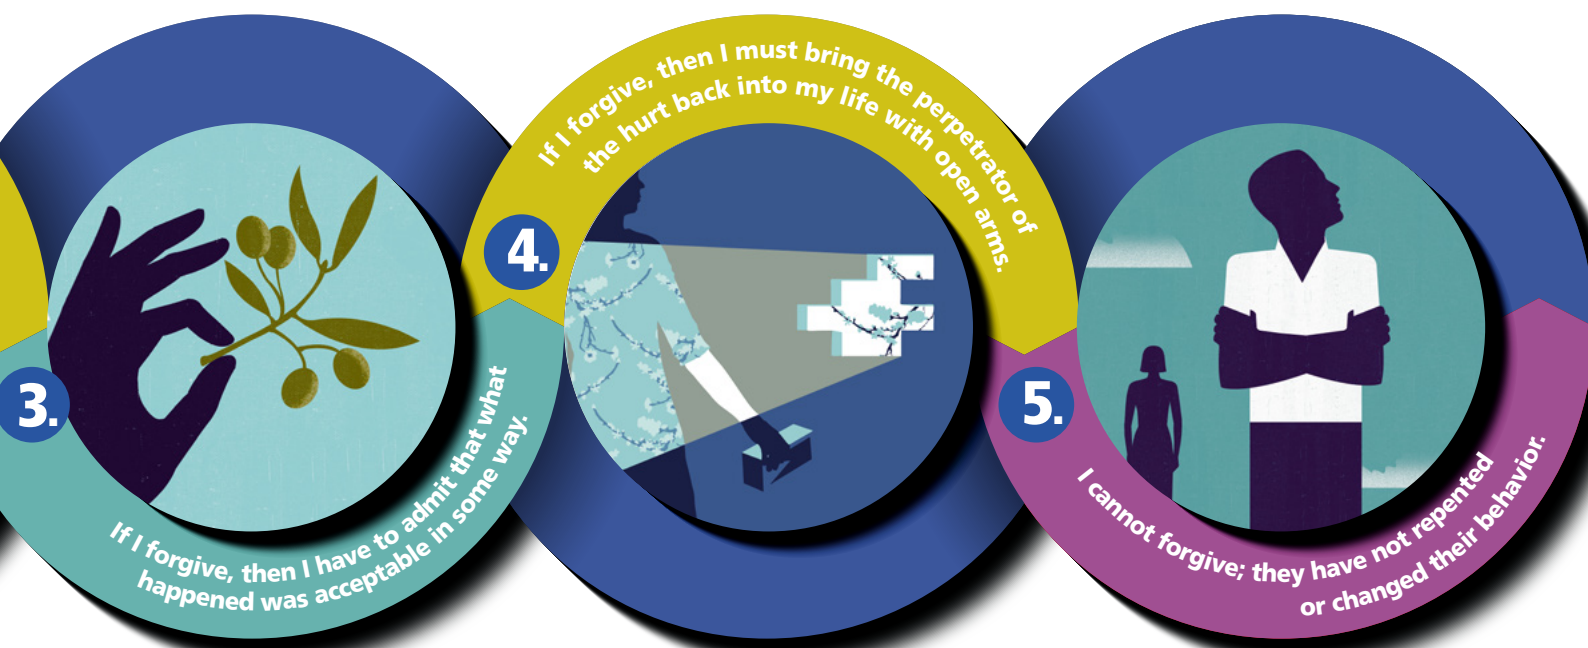 3.
If I forgive, then I have to admit that what
happened was acceptable in some way.
4.
If I forgive, then I must bring the perpetrator of
the hurt back into my life with open arms.
5.
I cannot forgive; they have not repented
or changed their behavior.